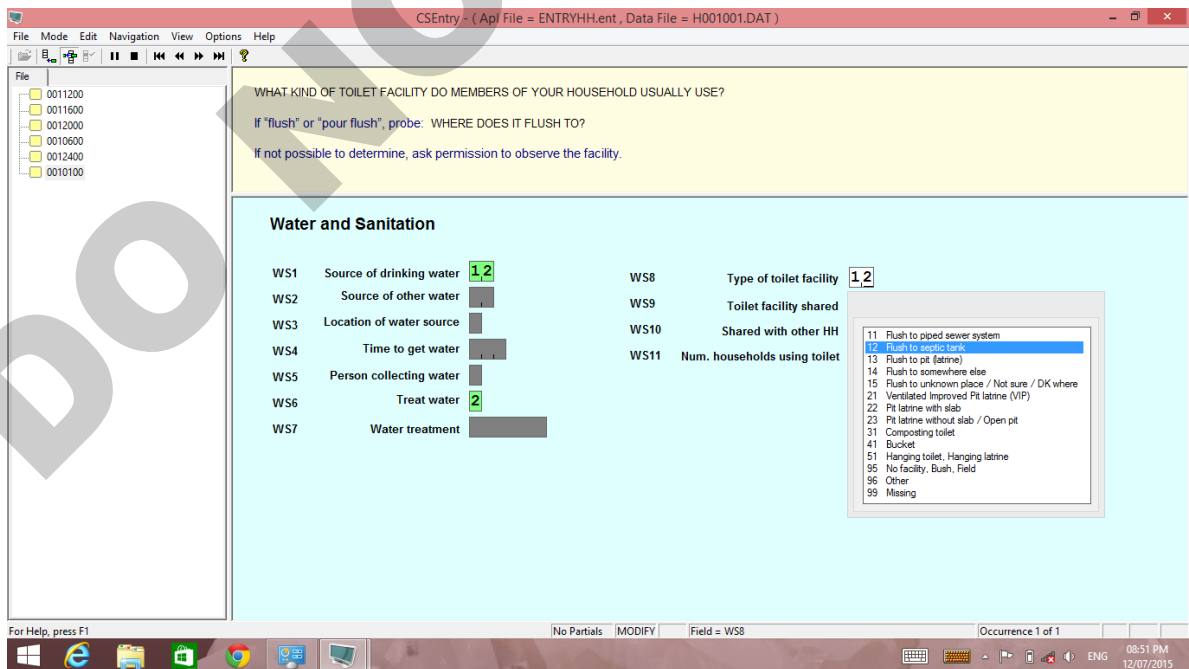 CSEntry - ( Apl File = ENTRYHH.ent , Data File = H001001.DAT )
File Mode Edit Navigation View Options Help
File
0011200
0011600
0012000
0010600
0012400
0010100
WHAT KIND OF TOILET FACILITY DO MEMBERS OF YOUR HOUSEHOLD USUALLY USE?
If "flush" or "pour flush", probe: WHERE DOES IT FLUSH TO?
If not possible to determine, ask permission to observe the facility.
Water and Sanitation
WS1 Source of drinking water 1,2
WS2 Source of other water
WS3 Location of water source
WS4 Time to get water
WS5 Person collecting water
WS6 Treat water 2
WS7 Water treatment
WS8 Type of toilet facility 1,2
WS9 Toilet facility shared
WS10 Shared with other HH
WS11 Num. households using toilet
11 Flush to piped sewer system
12 Flush to septic tank
13 Flush to pit (latrine)
14 Flush to somewhere else
15 Flush to unknown place / Not sure / DK where
21 Ventilated Improved Pit latrine (VIP)
22 Pit latrine with slab
23 Pit latrine without slab / Open pit
31 Composting toilet
41 Bucket
51 Hanging toilet, Hanging latrine
95 No facility, Bush, Field
96 Other
99 Missing
For Help, press F1 No Partials MODIFY Field = WS8 Occurrence 1 of 1
ENG 08:51 PM
12/07/2015
DO NO